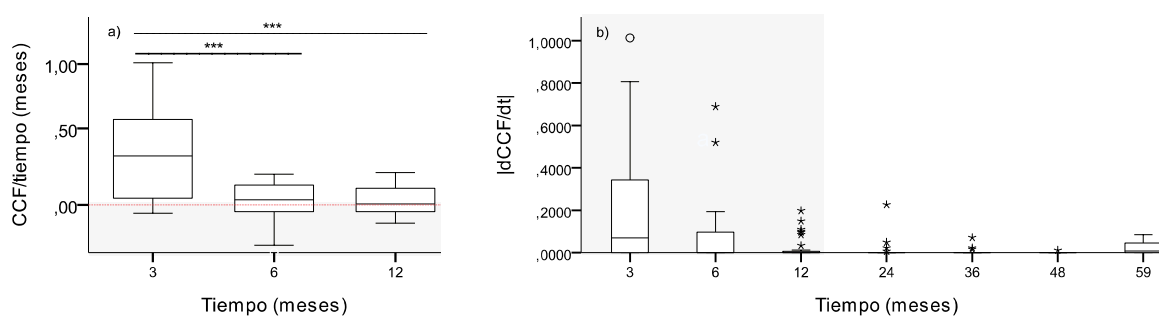 a)
***
***
CCF/tiempo (meses)
1,00
,50
,00
3 6 12
Tiempo (meses)
b)
|dCCF/dt|
1,0000
,8000
,6000
,4000
,2000
,0000
3 6 12 24 36 48 59
Tiempo (meses)